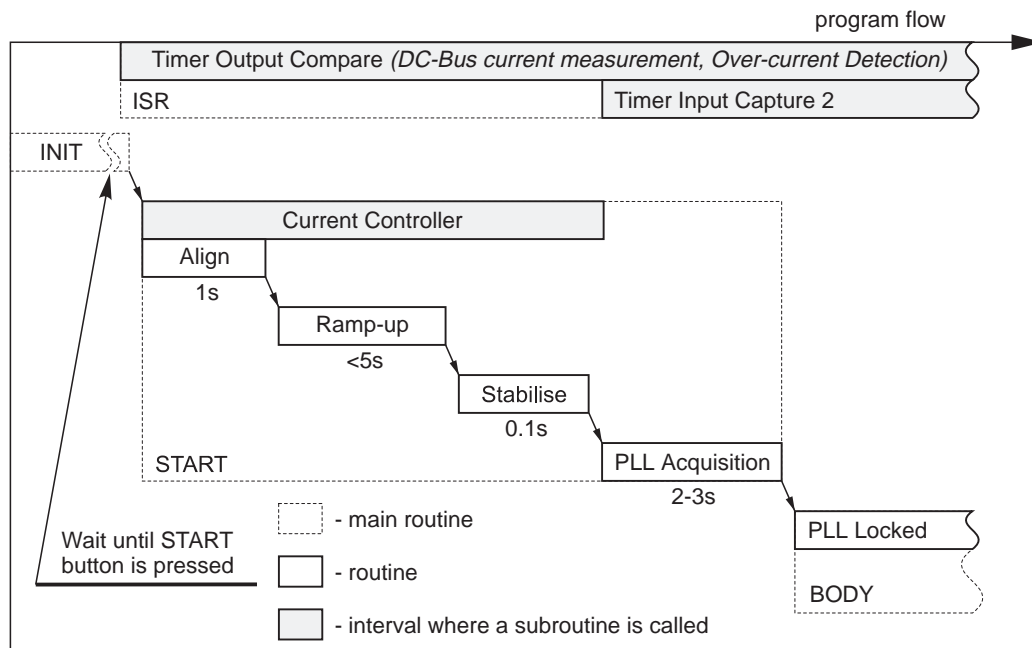 program flow
Timer Output Compare (DC-Bus current measurement, Over-current Detection)
ISR
Timer Input Capture 2
INIT
Current Controller
Align
1s
Ramp-up
<5s
Stabilise
0.1s
START
PLL Acquisition
2-3s
- main routine
PLL Locked
Wait until START
button is pressed
- routine
BODY
- interval where a subroutine is called